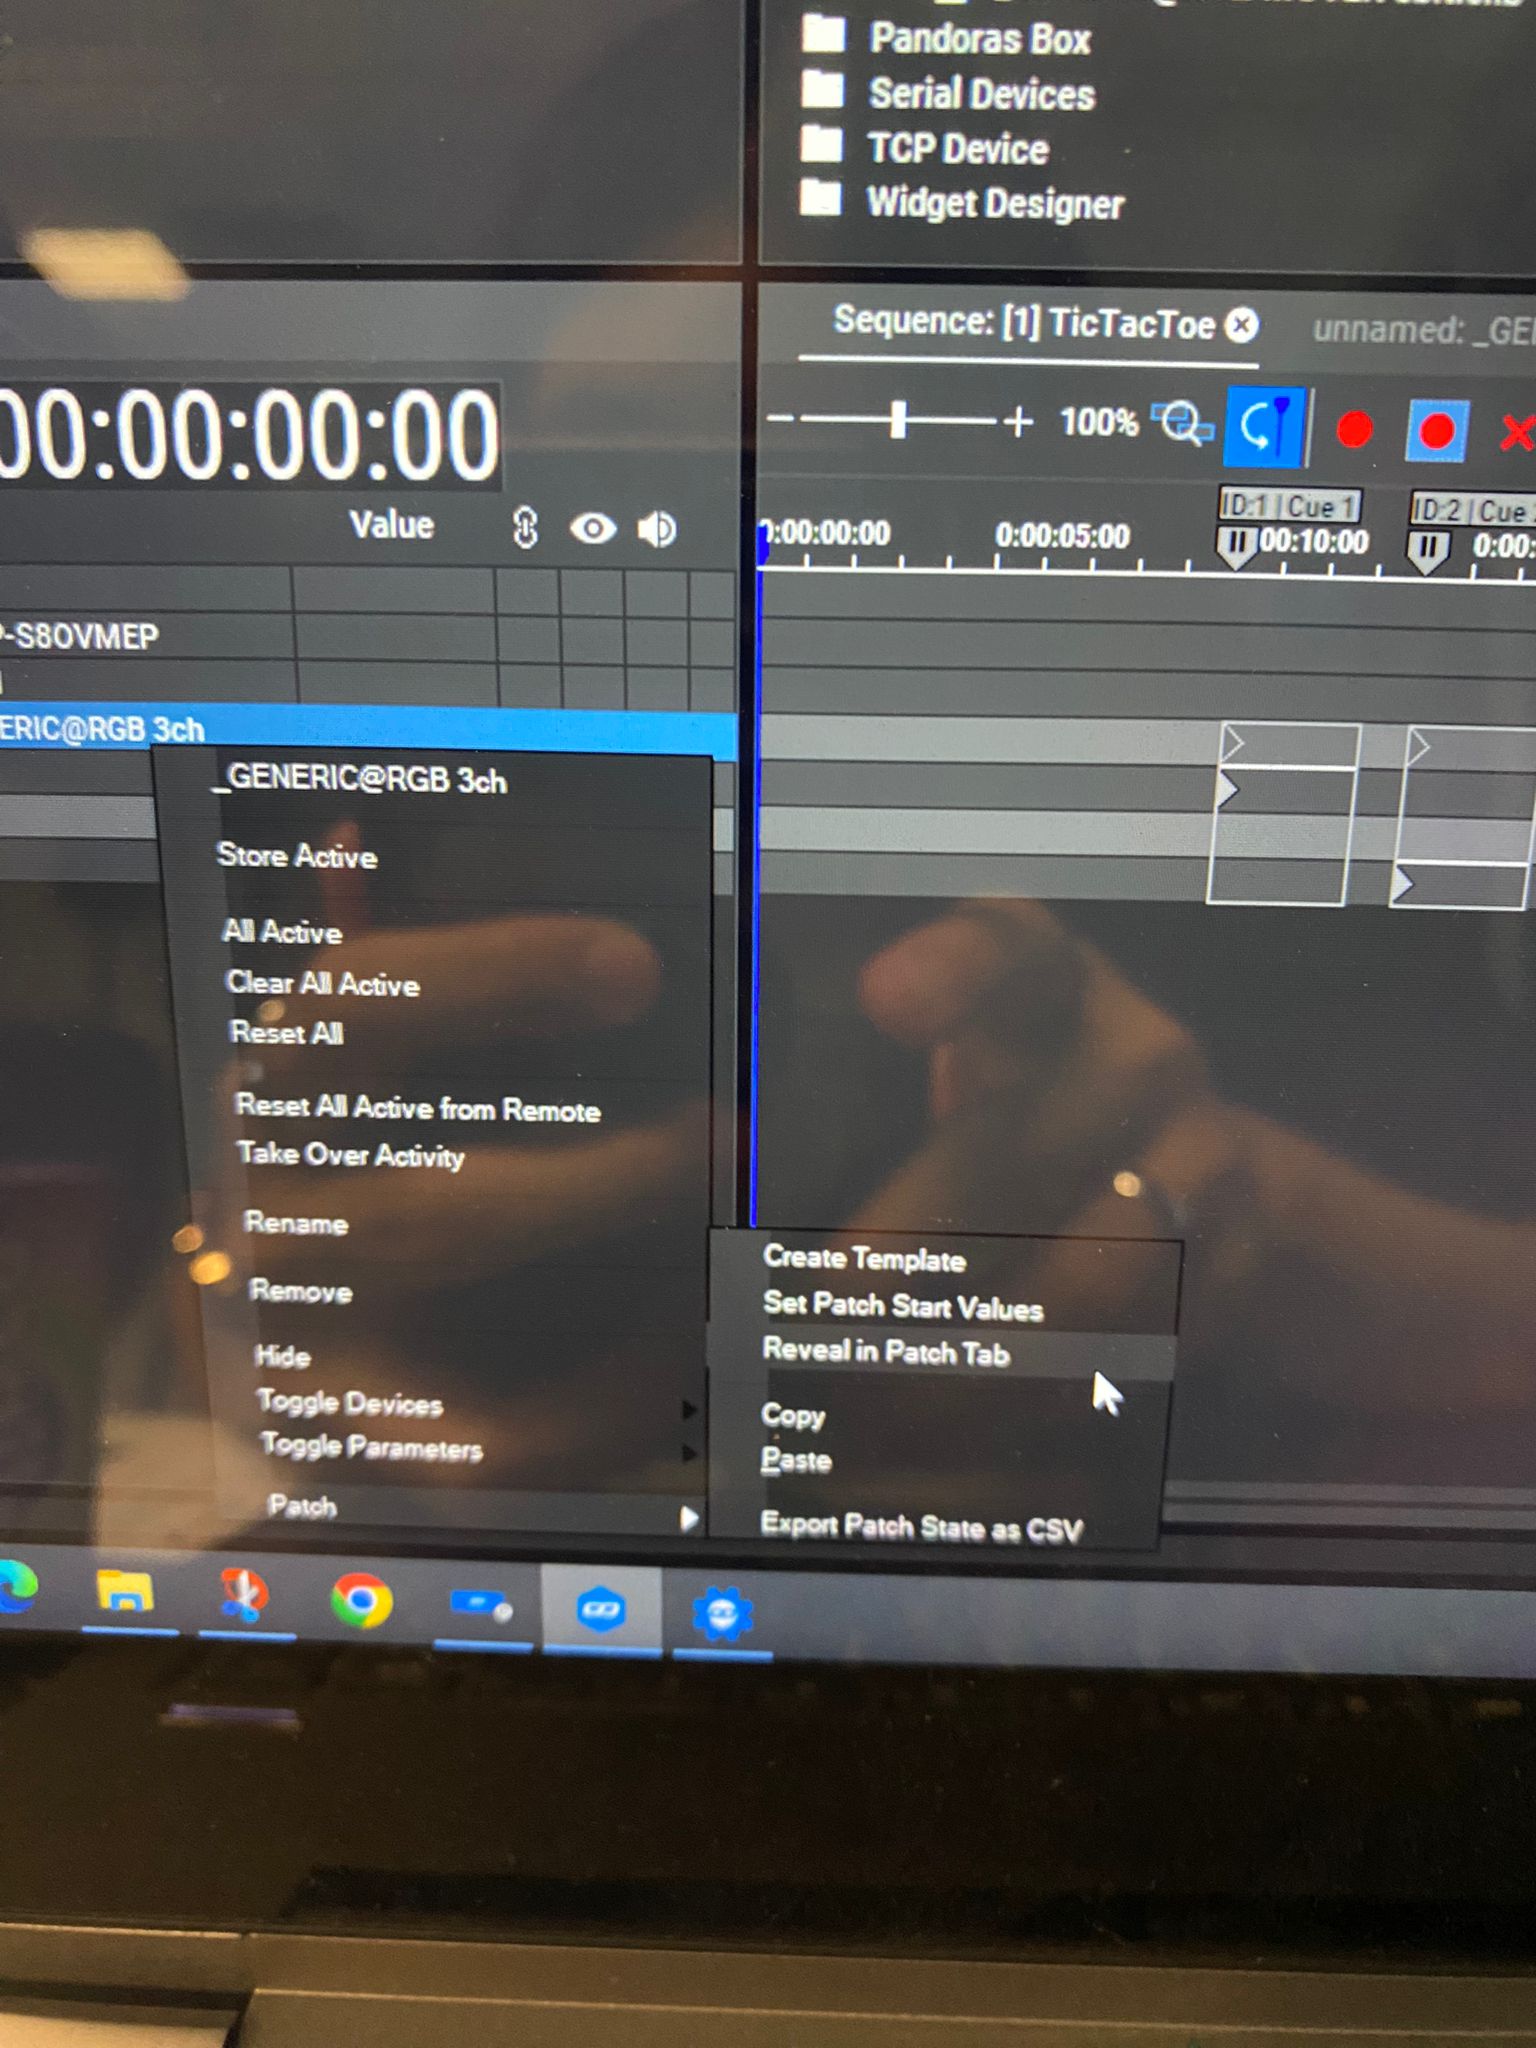 Pandoras Box
Serial Devices
TCP Device
Widget Designer
Sequence: [1] TicTacToe
unnamed: _GE
00:00:00:00
100%
ID:1 | Cue 1
ID:2 | Cue
Value
0:00:00:00
0:00:05:00
00:10:00
0:00:
P-S8OVMEP
ERIC@RGB 3ch
_GENERIC@RGB 3ch
Store Active
All Active
Clear All Active
Reset All
Reset All Active from Remote
Take Over Activity
Rename
Remove
Hide
Toggle Devices
Toggle Parameters
Patch
Create Template
Set Patch Start Values
Reveal in Patch Tab
Copy
Paste
Export Patch State as CSV